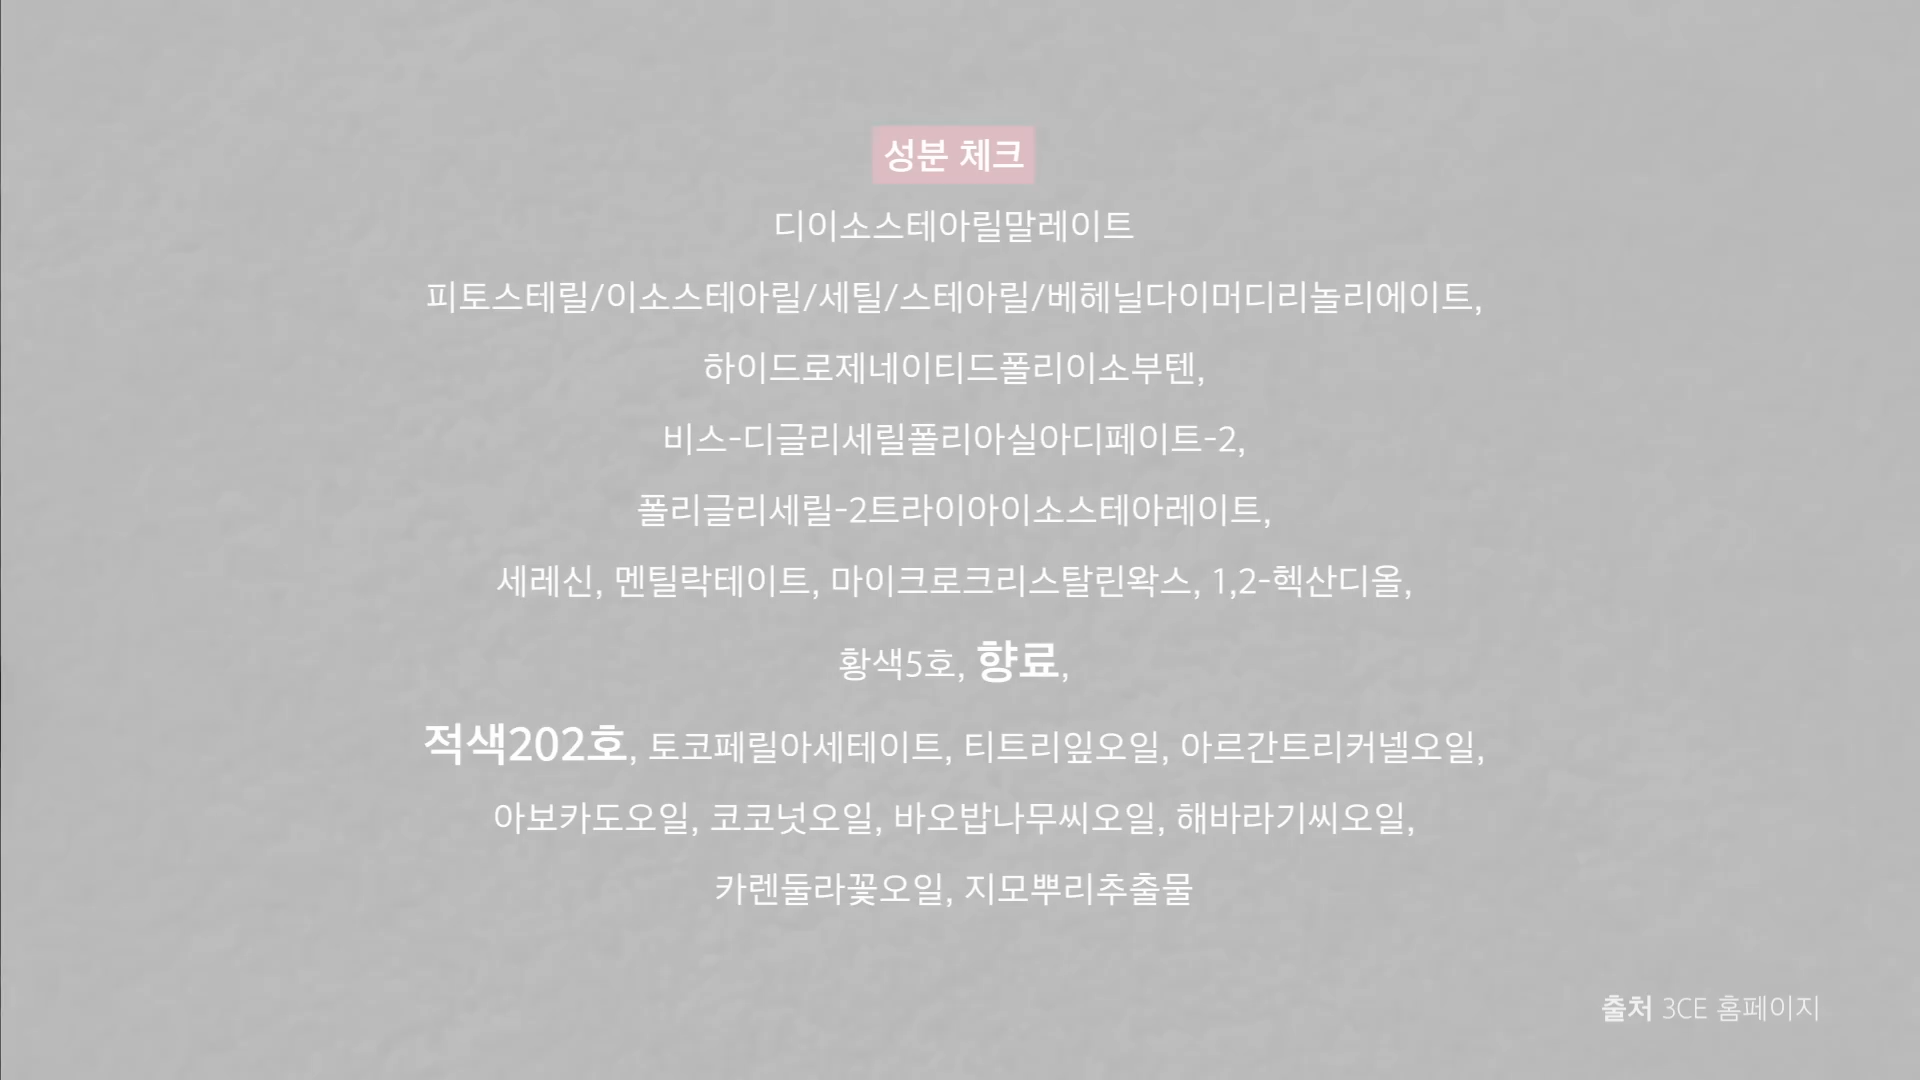 성분 체크
디이소스테아릴말레이트
피토스테릴/이소스테아릴/세틸/스테아릴/베헤닐다이머디리놀리에이트,
하이드로제네이티드폴리이소부텐,
비스-디글리세릴폴리아실아디페이트-2,
폴리글리세릴-2트라이아이소스테아레이트,
세레신, 멘틸락테이트, 마이크로크리스탈린왁스, 1,2-헥산디올,
황색5호, 향료,
적색202호, 토코페릴아세테이트, 티트리잎오일, 아르간트리커넬오일,
아보카도오일, 코코넛오일, 바오밥나무씨오일, 해바라기씨오일,
카렌둘라꽃오일, 지모뿌리추출물
출처 3CE 홈페이지